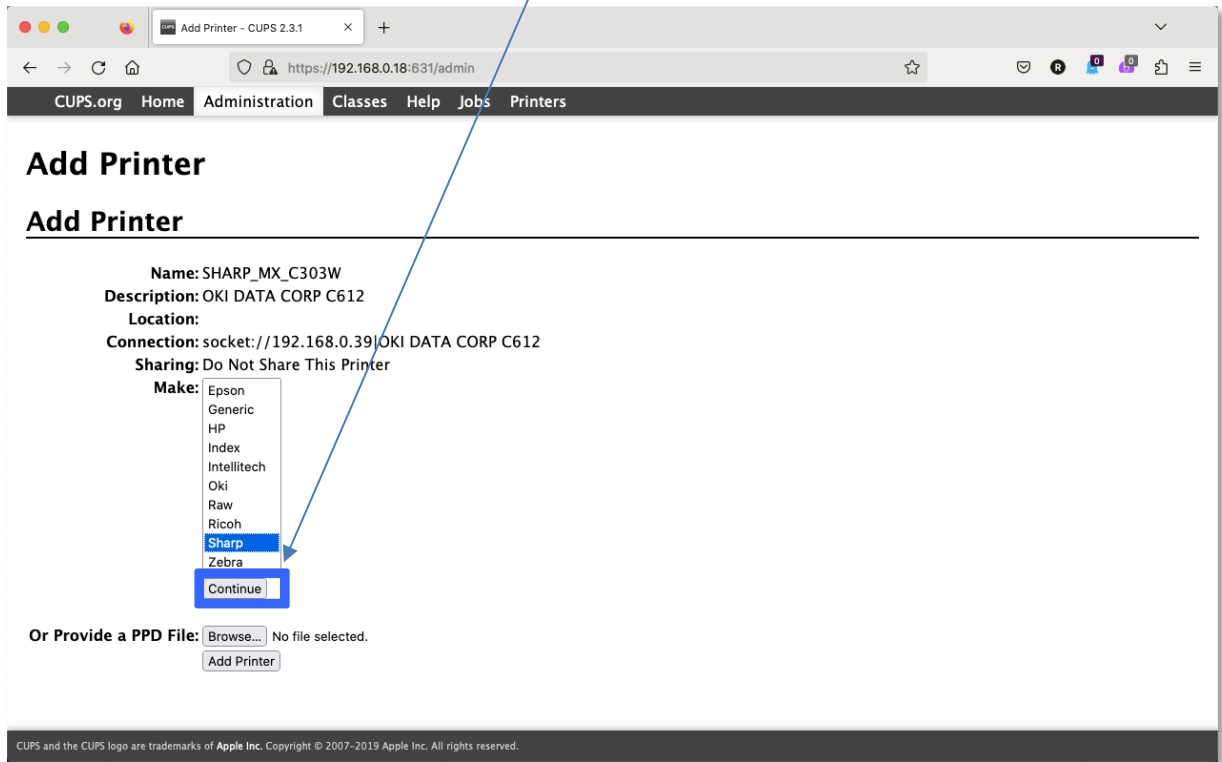 CUPS Add Printer - CUPS 2.3.1
https://192.168.0.18:631/admin
R 0 0
CUPS.org Home Administration Classes Help Jobs Printers
Add Printer
Add Printer
Name: SHARP_MX_C303W
Description: OKI DATA CORP C612
Location:
Connection: socket://192.168.0.39|OKI DATA CORP C612
Sharing: Do Not Share This Printer
Make: Epson
Generic
HP
Index
Intellitech
Oki
Raw
Ricoh
Sharp
Zebra
Continue
Or Provide a PPD File: Browse... No file selected.
Add Printer
CUPS and the CUPS logo are trademarks of Apple Inc. Copyright © 2007-2019 Apple Inc. All rights reserved.